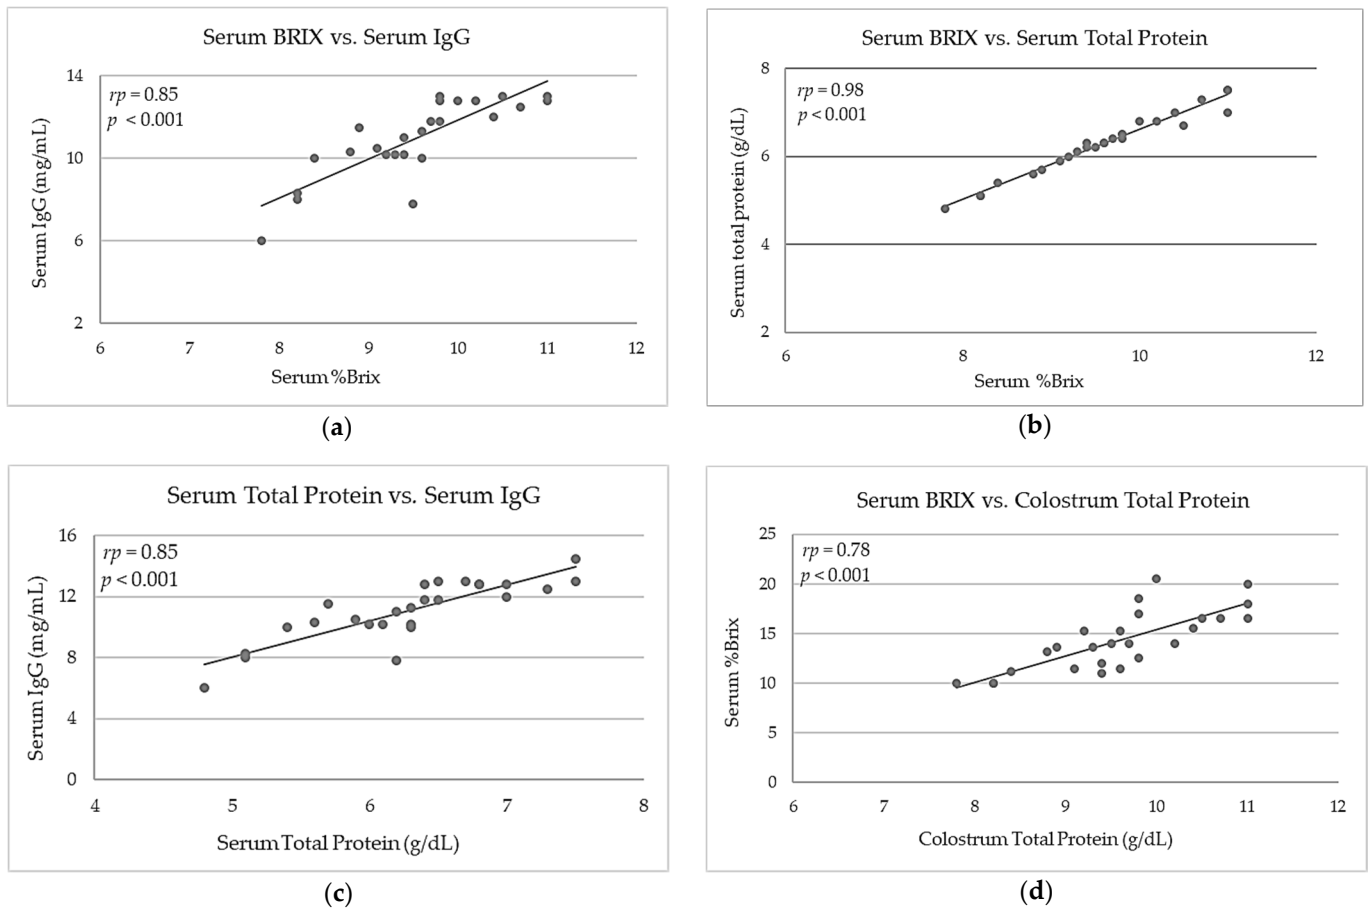 Serum BRIX vs. Serum IgG
rp = 0.85
p < 0.001
Serum IgG (mg/mL)
14
10
6
2
6 7 8 9 10 11 12
Serum %Brix
(a)
Serum BRIX vs. Serum Total Protein
rp = 0.98
p < 0.001
Serum total protein (g/dL)
8
6
4
2
6 8 10 12
Serum %Brix
(b)
Serum Total Protein vs. Serum IgG
rp = 0.85
p < 0.001
Serum IgG (mg/mL)
16
12
8
4
0
4 5 6 7 8
Serum Total Protein (g/dL)
(c)
Serum BRIX vs. Colostrum Total Protein
rp = 0.78
p < 0.001
Serum %Brix
25
20
15
10
5
0
6 7 8 9 10 11 12
Colostrum Total Protein (g/dL)
(d)